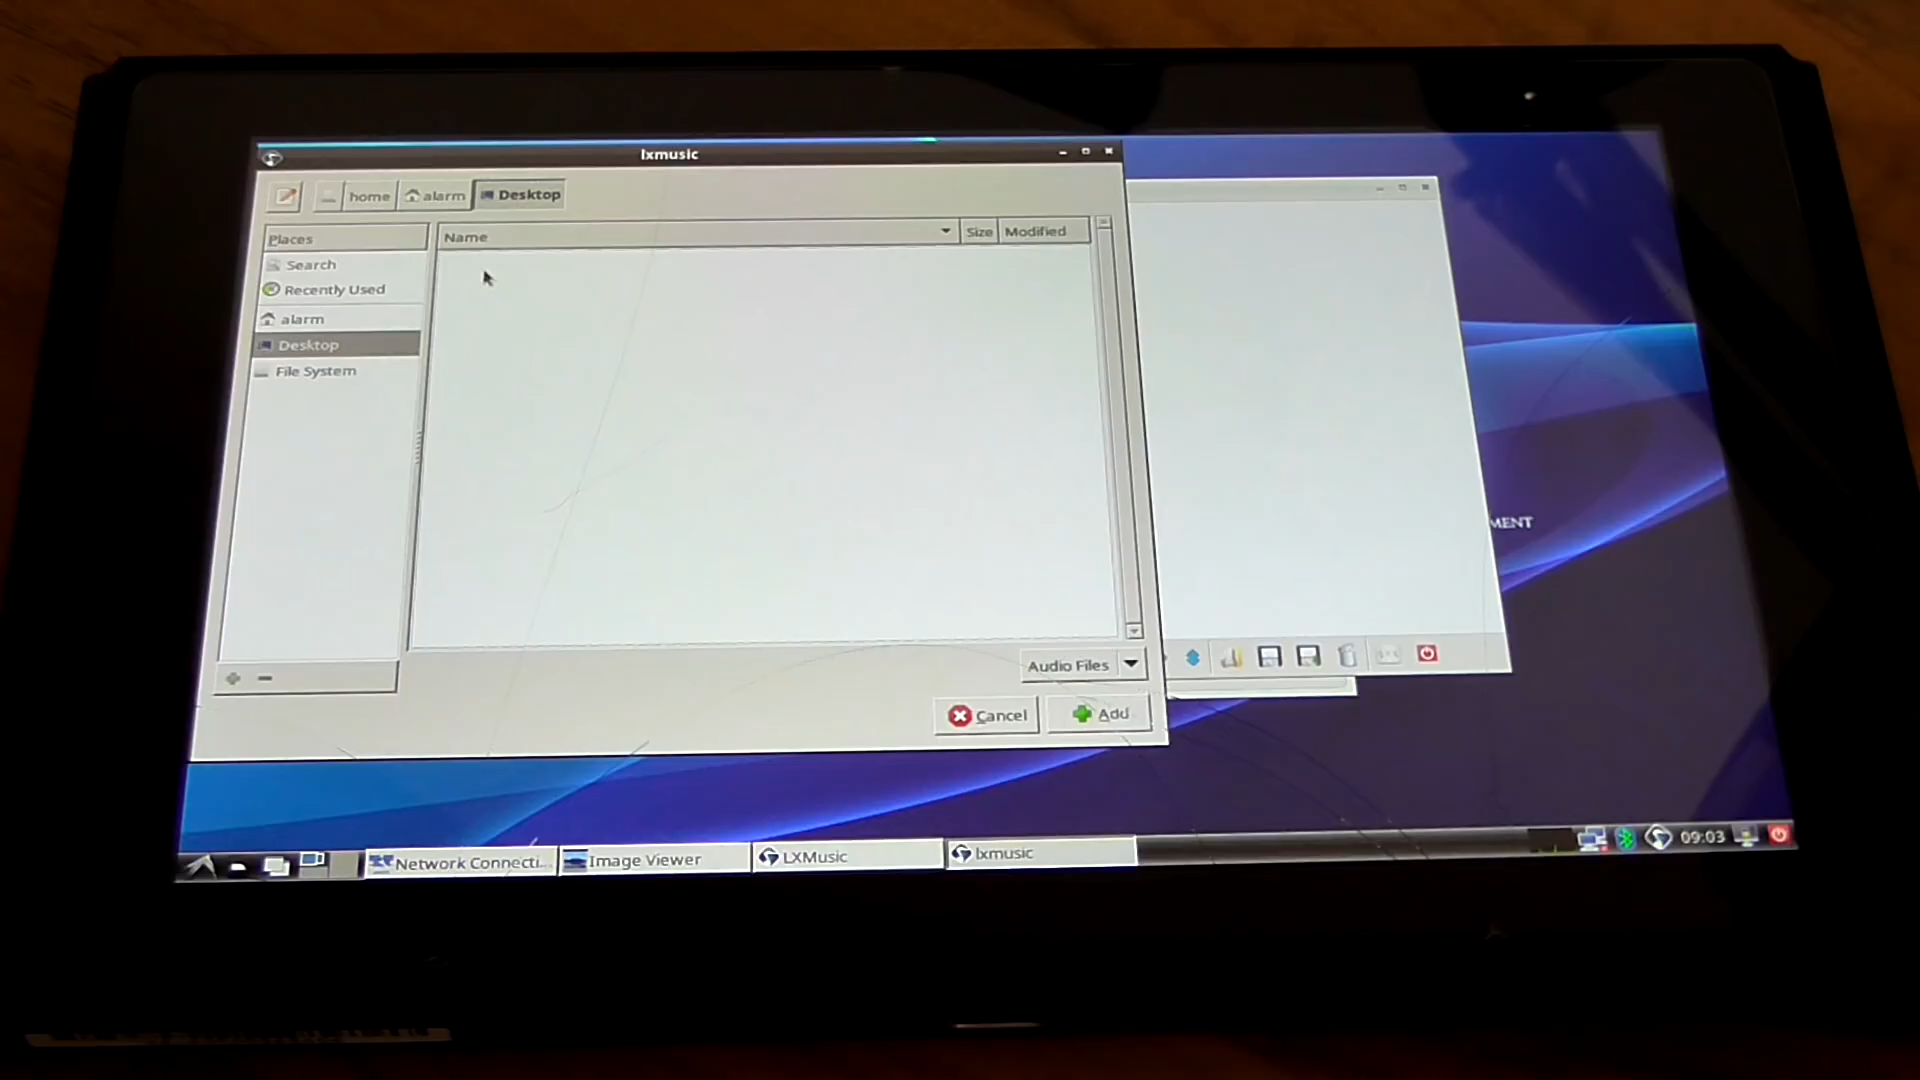 lxmusic
home alarm Desktop
Places
Name Size Modified
Search
Recently Used
alarm
Desktop
File System
MENT
Audio Files
Cancel Add
Network Connecti... Image Viewer LXMusic lxmusic 09:03